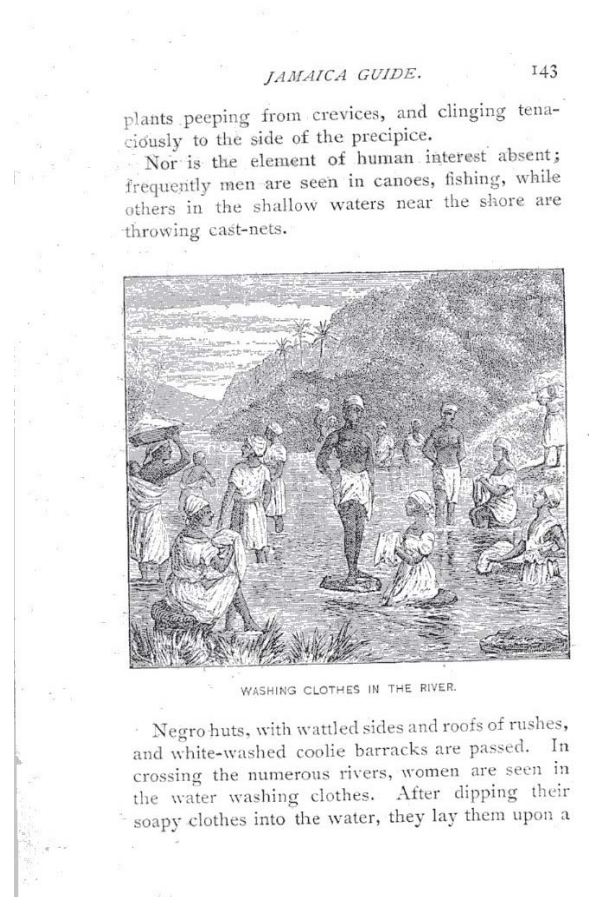 JAMAICA GUIDE. 143
plants peeping from crevices, and clinging tena-
ciously to the side of the precipice.
Nor is the element of human interest absent;
frequently men are seen in canoes, fishing, while
others in the shallow waters near the shore are
throwing cast-nets.
WASHING CLOTHES IN THE RIVER.
Negro huts, with wattled sides and roofs of rushes,
and white-washed coolie barracks are passed. In
crossing the numerous rivers, women are seen in
the water washing clothes. After dipping their
soapy clothes into the water, they lay them upon a